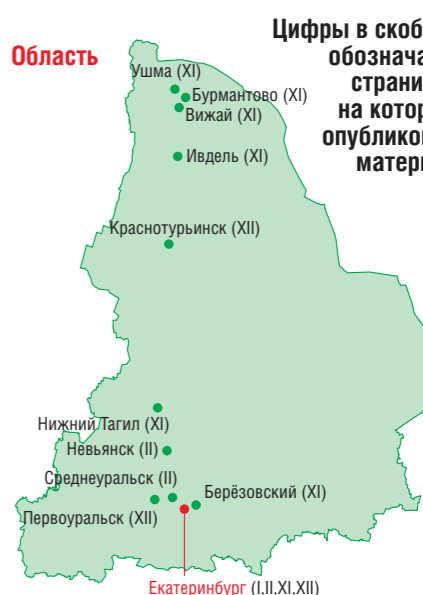 Область
Цифры в скоб
обознача
страни
на котор
опубликов
матери
Ушма (XI)
Бурмантово (XI)
Вижай (XI)
Ивдель (XI)
Краснотурьинск (XII)
Нижний Тагил (XI)
Невьянск (II)
Среднеуральск (II)
Берёзовский (XI)
Первоуральск (XII)
Екатеринбург (I,II,XI,XII)